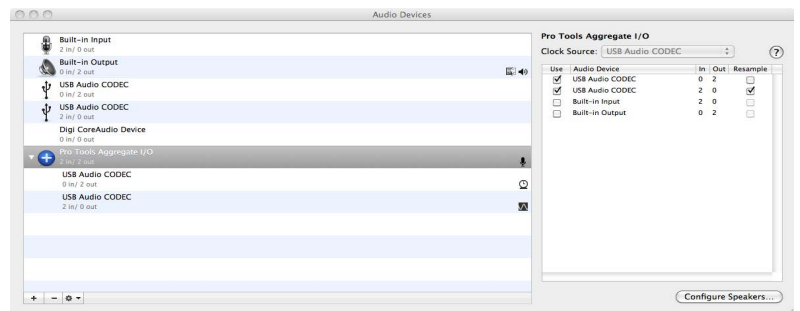 Audio Devices
Built-in Input
2 in/ 0 out
Built-in Output
0 in/ 2 out
USB Audio CODEC
0 in/ 2 out
USB Audio CODEC
2 in/ 0 out
Digi CoreAudio Device
0 in/ 0 out
Pro Tools Aggregate I/O
2 in/ 2 out
USB Audio CODEC
0 in/ 2 out
USB Audio CODEC
2 in/ 0 out
Pro Tools Aggregate I/O
Clock Source: USB Audio CODEC ?
Use Audio Device In Out Resample
USB Audio CODEC 0 2
USB Audio CODEC 2 0
Built-in Input 2 0
Built-in Output 0 2
Configure Speakers...